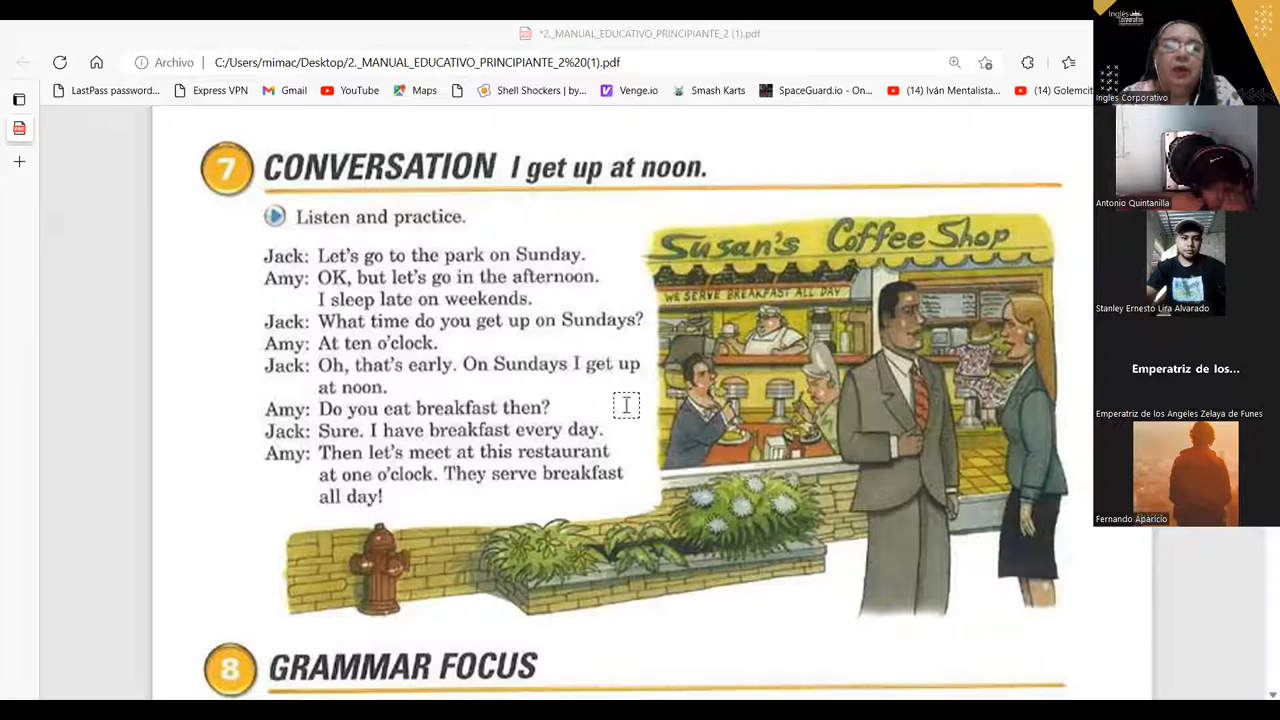 *2._MANUAL_EDUCATIVO_PRINCIPIANTE_2 (1).pdf
Archivo
C:/Users/mimac/Desktop/2._MANUAL_EDUCATIVO_PRINCIPIANTE_2%20(1).pdf
LastPass password...
Express VPN
Gmail
YouTube
Maps
Shell Shockers | by...
Venge.io
Smash Karts
SpaceGuard.io - On...
(14) Iván Mentalista...
(14) Golemcit
7 CONVERSATION I get up at noon.
Listen and practice.
Jack: Let's go to the park on Sunday.
Amy: OK, but let's go in the afternoon.
I sleep late on weekends.
Jack: What time do you get up on Sundays?
Amy: At ten o'clock.
Jack: Oh, that's early. On Sundays I get up
at noon.
Amy: Do you eat breakfast then?
Jack: Sure. I have breakfast every day.
Amy: Then let's meet at this restaurant
at one o'clock. They serve breakfast
all day!
Susan's Coffee Shop
WE SERVE BREAKFAST ALL DAY
8 GRAMMAR FOCUS
Inglés
Corporativo
Ingles Corporativo
Antonio Quintanilla
Stanley Ernesto Lira Alvarado
Emperatriz de los...
Emperatriz de los Angeles Zelaya de Funes
Fernando Aparicio